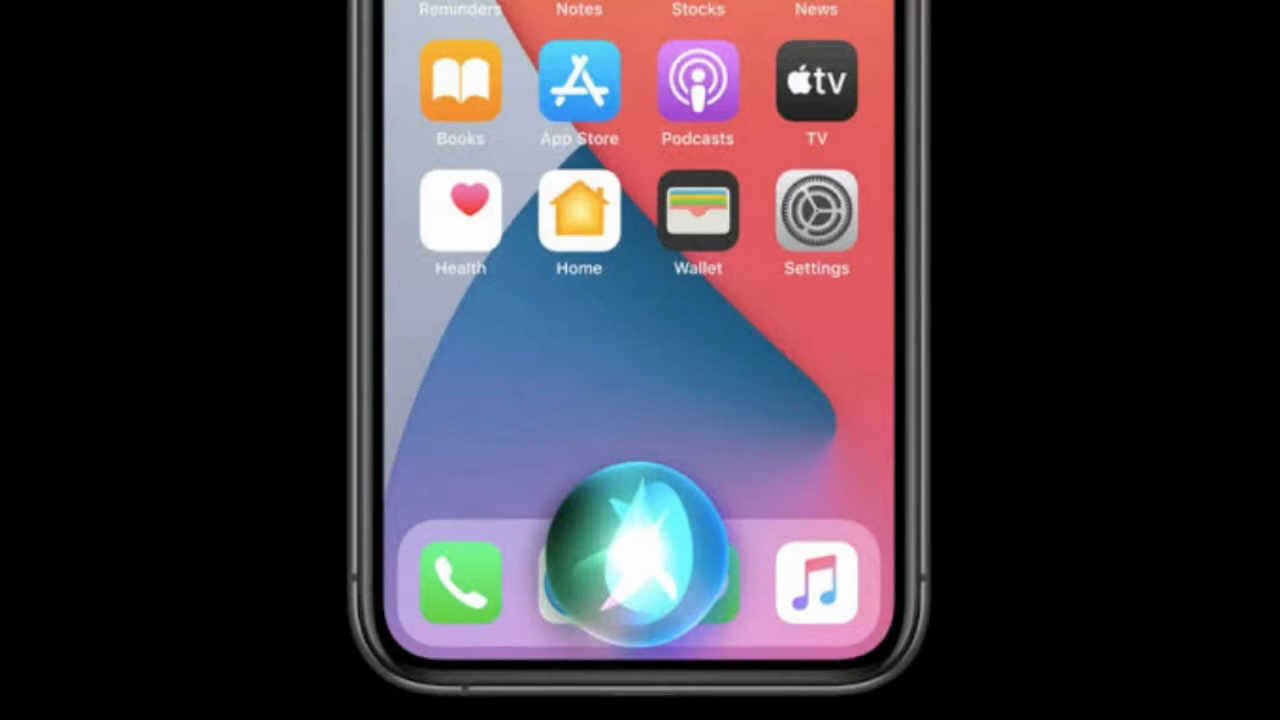 Reminders Notes Stocks News
tv
Books App Store Podcasts TV
Health Home Wallet Settings